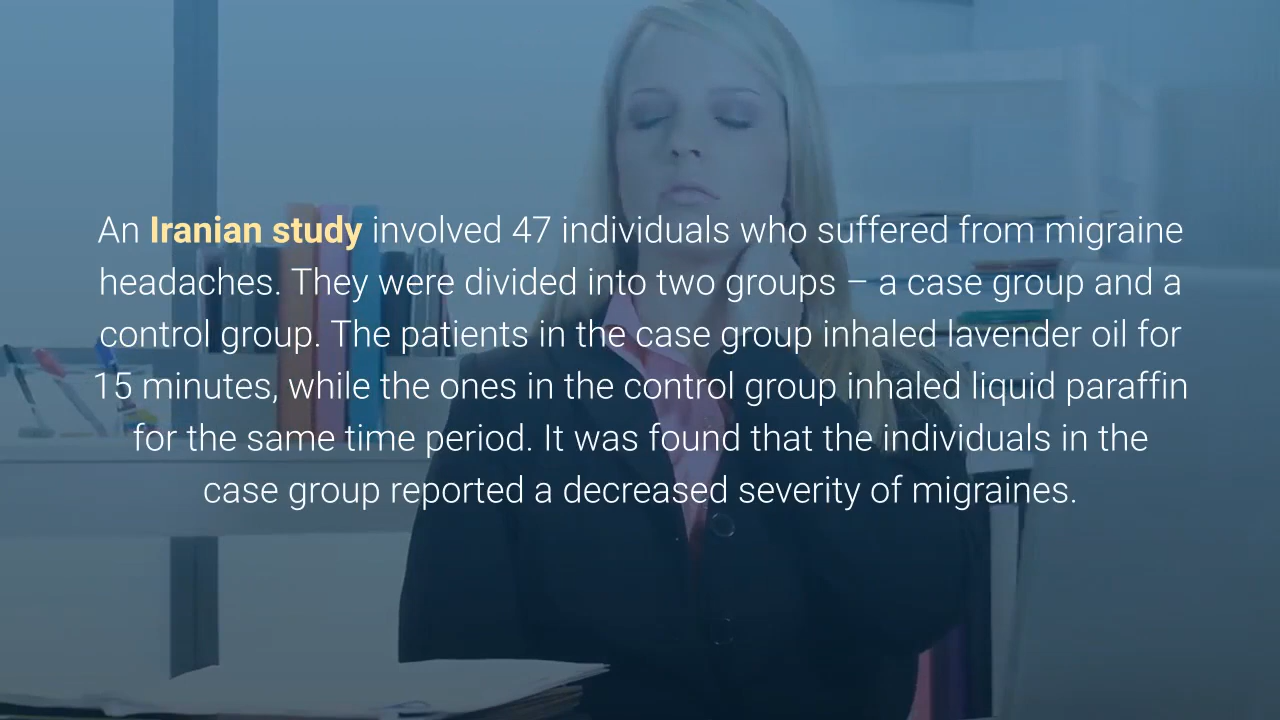 An Iranian study involved 47 individuals who suffered from migraine
headaches. They were divided into two groups – a case group and a
control group. The patients in the case group inhaled lavender oil for
15 minutes, while the ones in the control group inhaled liquid paraffin
for the same time period. It was found that the individuals in the
case group reported a decreased severity of migraines.